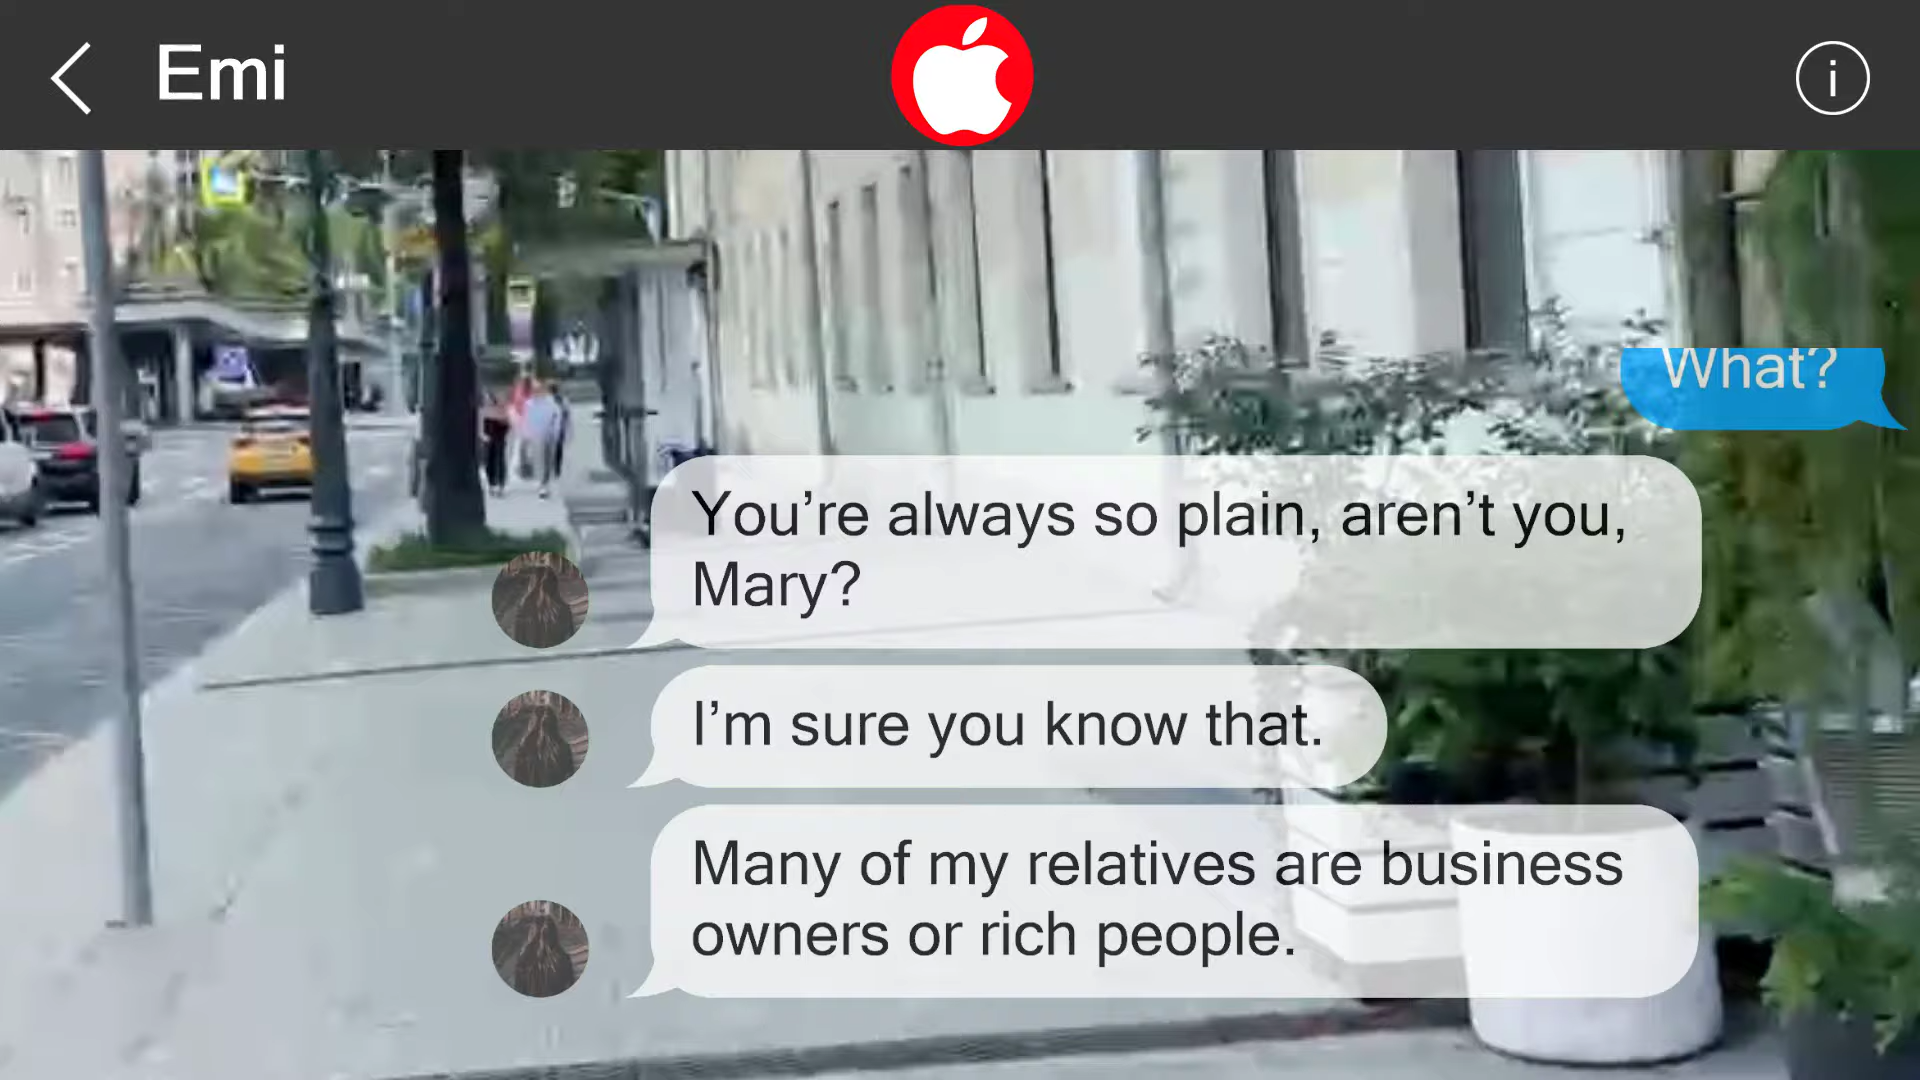 Emi
i
What?
You’re always so plain, aren’t you,
Mary?
I’m sure you know that.
Many of my relatives are business
owners or rich people.